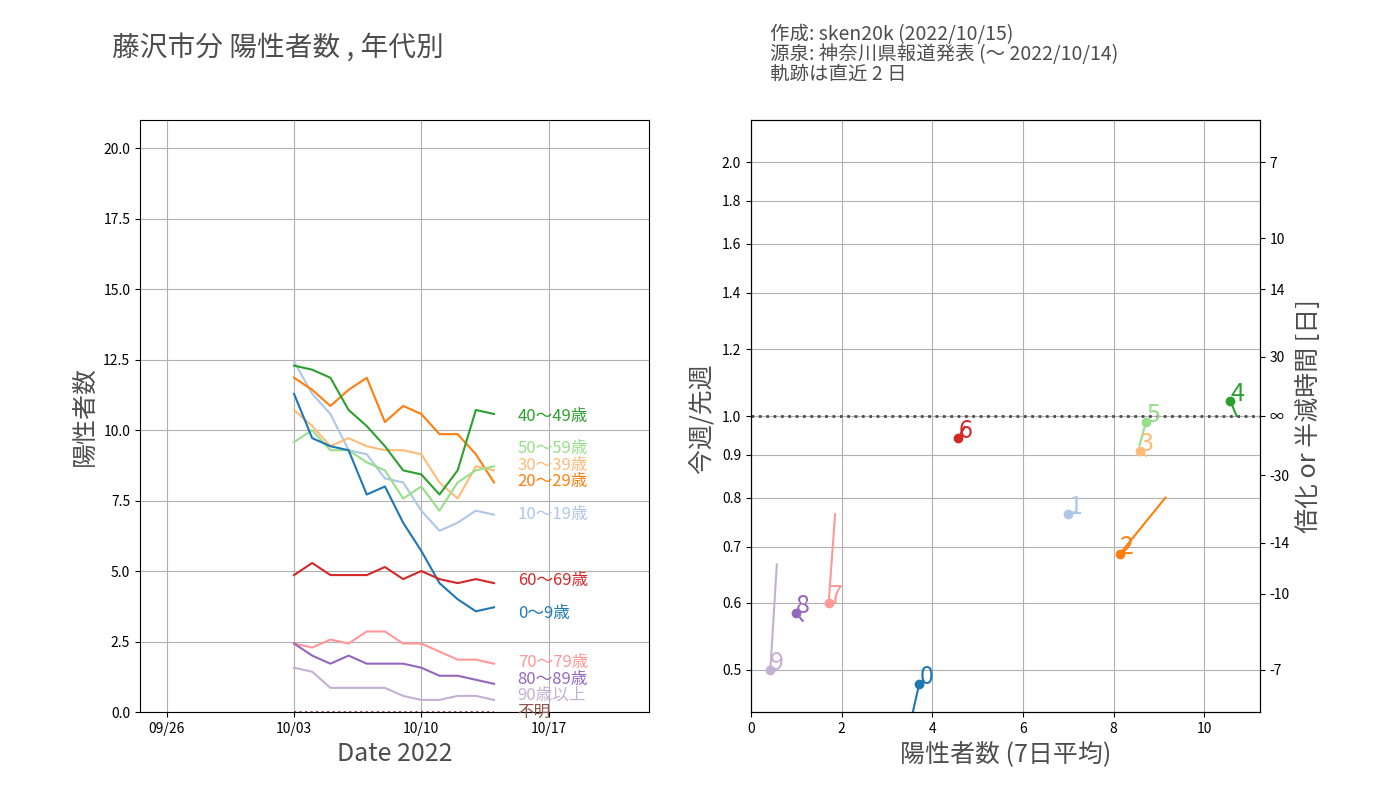 藤沢市分 陽性者数 , 年代別
作成: sken20k (2022/10/15)
源泉: 神奈川県報道発表 (〜 2022/10/14)
軌跡は直近 2 日
陽性者数
20.0
17.5
15.0
12.5
10.0
7.5
5.0
2.5
0.0
40〜49歳
50〜59歳
30〜39歳
20〜29歳
10〜19歳
60〜69歳
0〜9歳
70〜79歳
80〜89歳
90歳以上
不明
09/26
10/03
10/10
10/17
Date 2022
今週/先週
2.0
1.8
1.6
1.4
1.2
1.0
0.9
0.8
0.7
0.6
0.5
4
5
6
3
1
2
7
8
9
0
0
2
4
6
8
10
陽性者数 (7日平均)
7
10
14
30
∞
-30
-14
-10
-7
倍化 or 半減時間 [日]